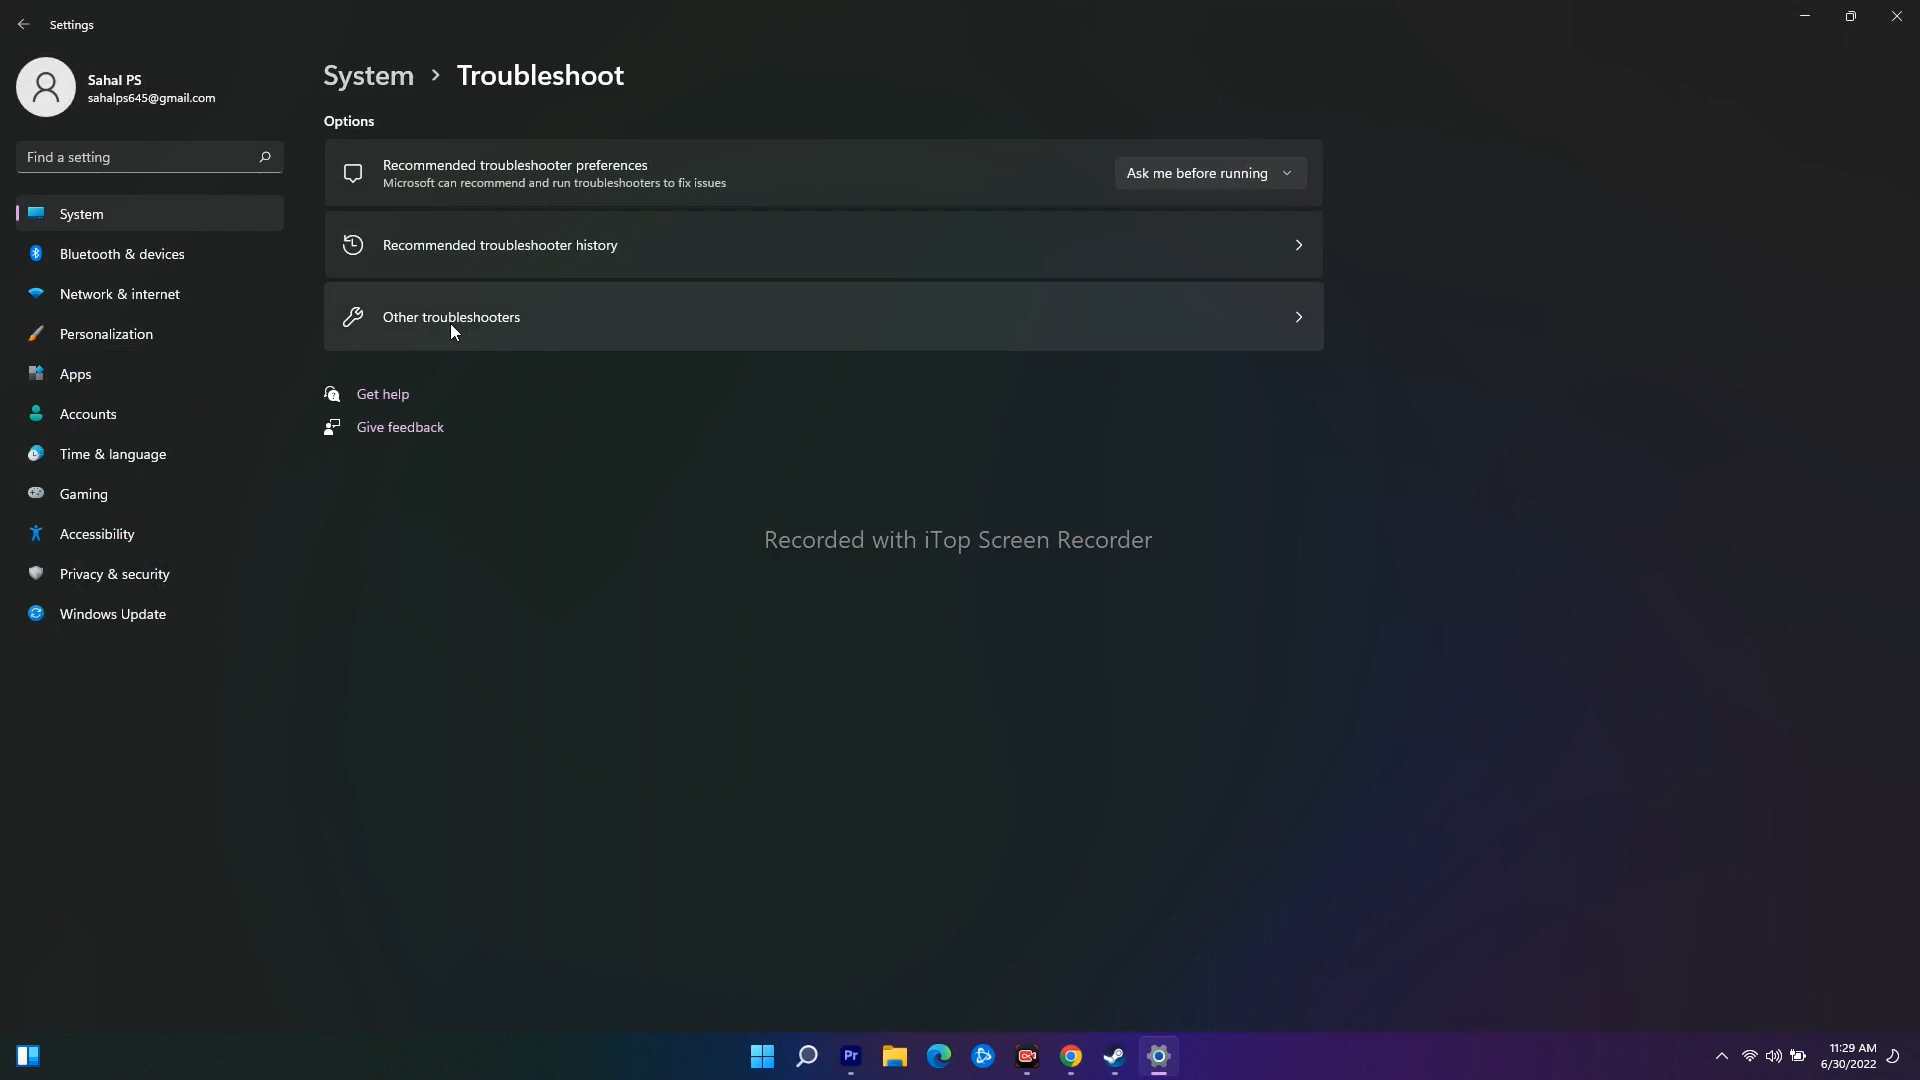 Settings
Sahal PS
sahalps645@gmail.com
Find a setting
System
Bluetooth & devices
Network & internet
Personalization
Apps
Accounts
Time & language
Gaming
Accessibility
Privacy & security
Windows Update
System > Troubleshoot
Options
Recommended troubleshooter preferences
Microsoft can recommend and run troubleshooters to fix issues
Ask me before running
Recommended troubleshooter history
Other troubleshooters
Get help
Give feedback
Recorded with iTop Screen Recorder
Pr
11:29 AM
6/30/2022